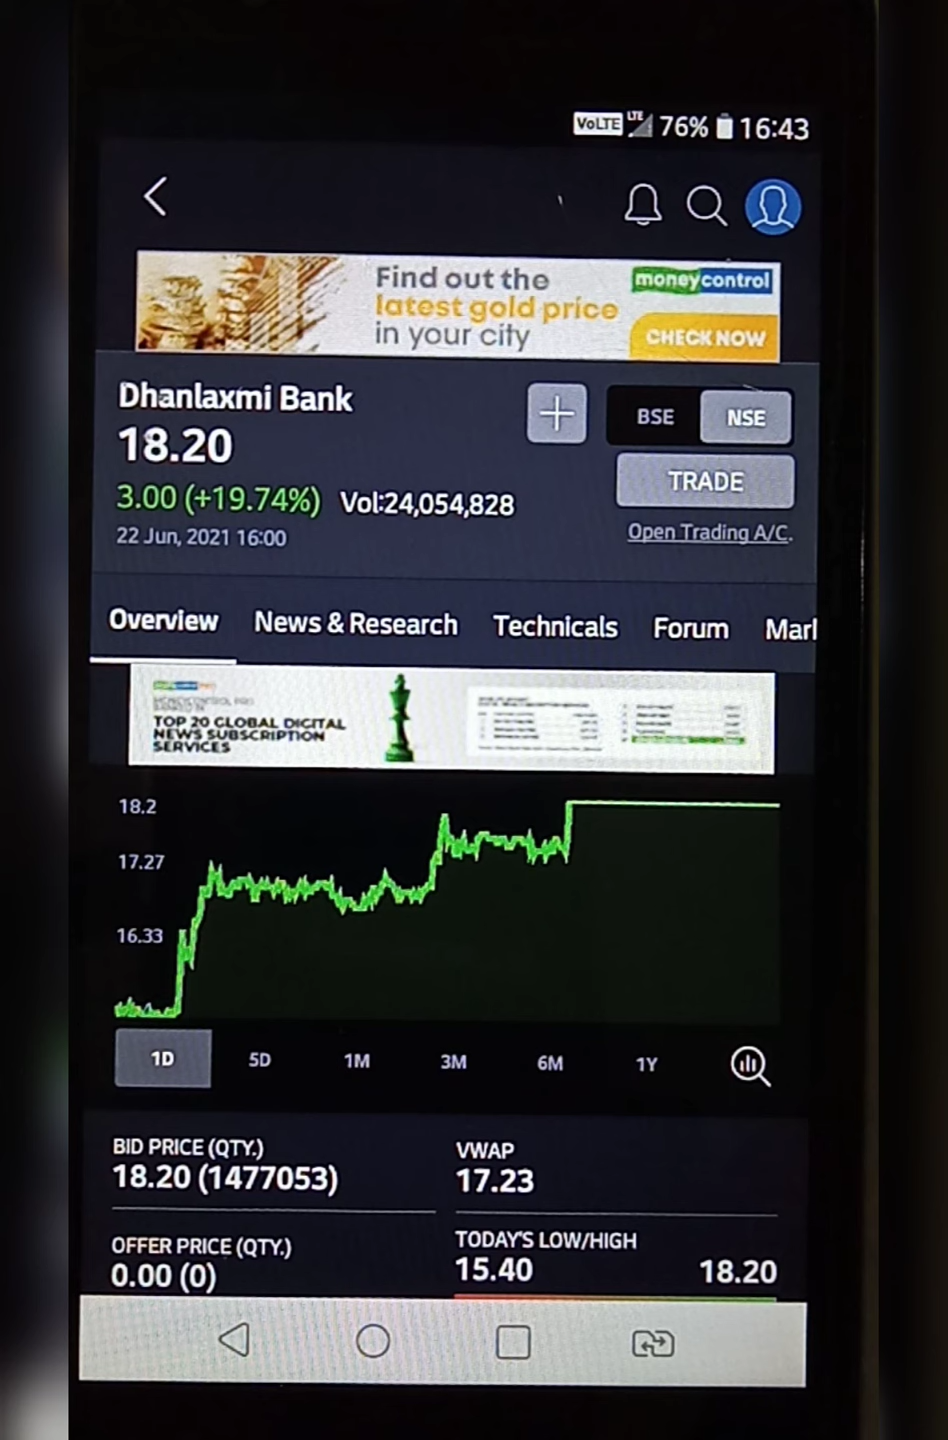 VoLTE LTE 76% 16:43
Find out the
latest gold price
in your city
moneycontrol
CHECK NOW
Dhanlaxmi Bank
18.20
3.00 (+19.74%) Vol:24,054,828
22 Jun, 2021 16:00
BSE NSE
TRADE
Open Trading A/C.
Overview News & Research Technicals Forum Marl
TOP 20 GLOBAL DIGITAL
NEWS SUBSCRIPTION
SERVICES
18.2
17.27
16.33
1D 5D 1M 3M 6M 1Y
BID PRICE (QTY.)
18.20 (1477053)
VWAP
17.23
OFFER PRICE (QTY.)
0.00 (0)
TODAY'S LOW/HIGH
15.40 18.20